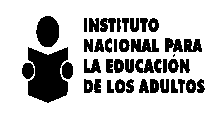 INSTITUTO
NACIONAL PARA
LA EDUCACIÓN
DE LOS ADULTOS